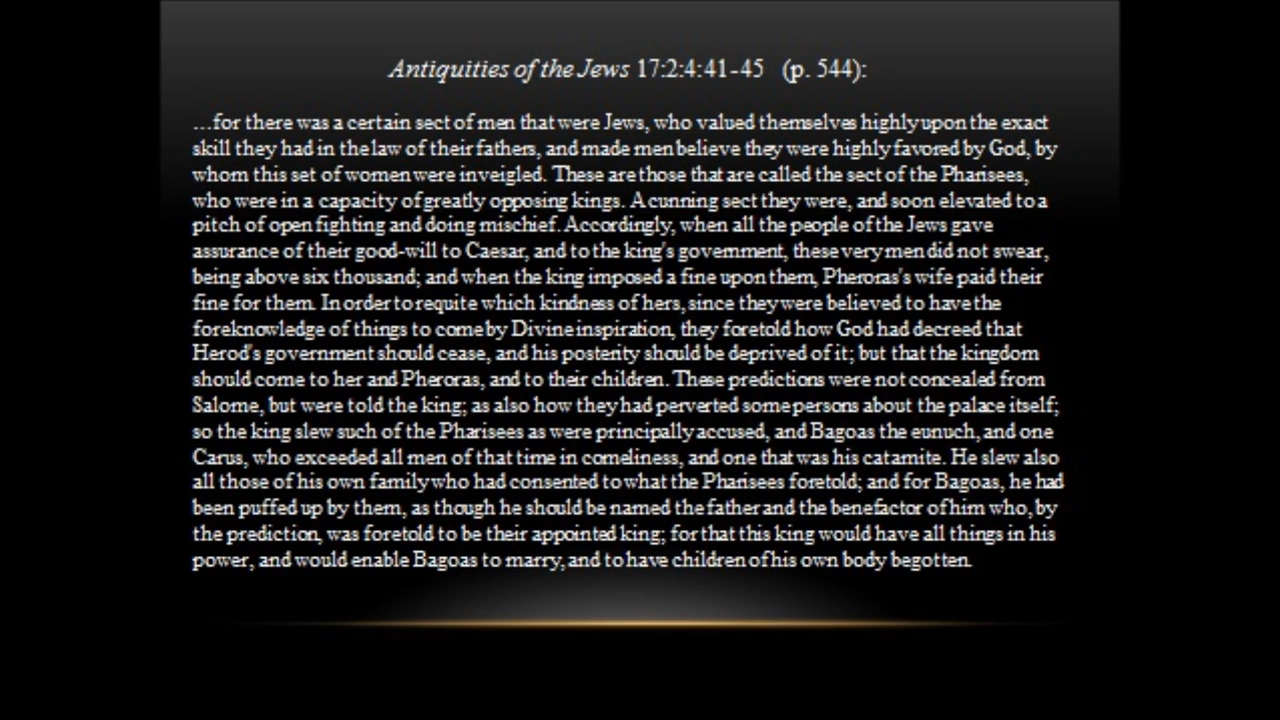 Antiquities of the Jews 17:2:4:41-45 (p. 544):
…for there was a certain sect of men that were Jews, who valued themselves highly upon the exact
skill they had in the law of their fathers, and made men believe they were highly favored by God, by
whom this set of women were inveigled. These are those that are called the sect of the Pharisees,
who were in a capacity of greatly opposing kings. A cunning sect they were, and soon elevated to a
pitch of open fighting and doing mischief. Accordingly, when all the people of the Jews gave
assurance of their good-will to Caesar, and to the king's government, these very men did not swear,
being above six thousand; and when the king imposed a fine upon them, Pheroras's wife paid their
fine for them. In order to requite which kindness of hers, since they were believed to have the
foreknowledge of things to come by Divine inspiration, they foretold how God had decreed that
Herod's government should cease, and his posterity should be deprived of it; but that the kingdom
should come to her and Pheroras, and to their children. These predictions were not concealed from
Salome, but were told the king; as also how they had perverted some persons about the palace itself;
so the king slew such of the Pharisees as were principally accused, and Bagoas the eunuch, and one
Carus, who exceeded all men of that time in comeliness, and one that was his catamite. He slew also
all those of his own family who had consented to what the Pharisees foretold; and for Bagoas, he had
been puffed up by them, as though he should be named the father and the benefactor of him who, by
the prediction, was foretold to be their appointed king; for that this king would have all things in his
power, and would enable Bagoas to marry, and to have children of his own body begotten.